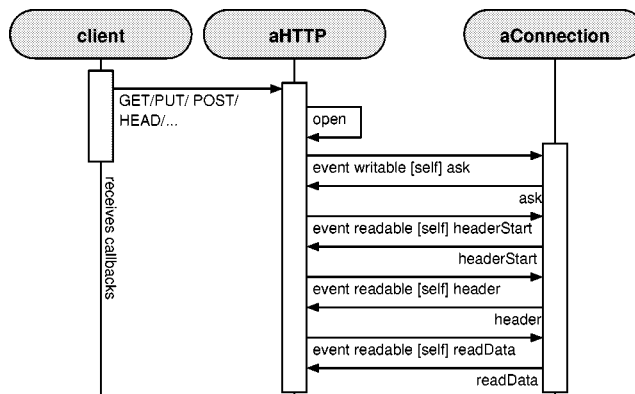 client
aHTTP
aConnection
GET/PUT/ POST/
HEAD/...
open
event writable [self] ask
ask
receives callbacks
event readable [self] headerStart
headerStart
event readable [self] header
header
event readable [self] readData
readData